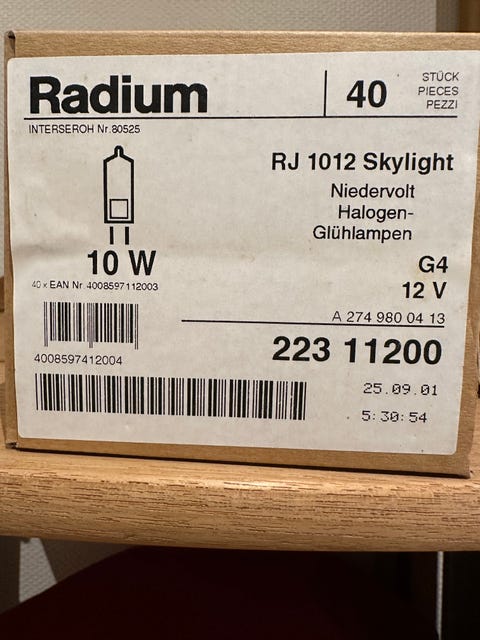 Radium
40
STÜCK
PIECES
PEZZI
INTERSEROH Nr. 80525
RJ 1012 Skylight
Niedervolt
Halogen-
Glühlampen
10 W
G4
12 V
40 x EAN Nr. 4008597112003
A 274 980 04 13
223 11200
4008597412004
25.09.01
5:30:54